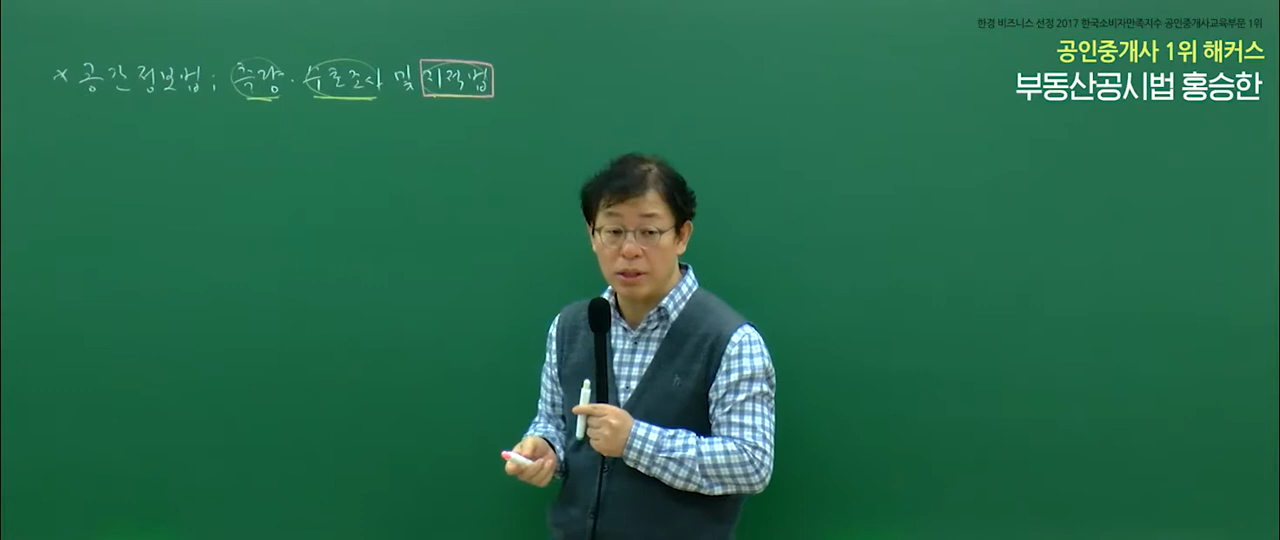 한경 비즈니스 선정 2017 한국소비자만족지수 공인중개사교육부문 1위
공인중개사 1위 해커스
부동산공시법 홍승한
* 공간정보법; 측량·수로조사 및 지적법